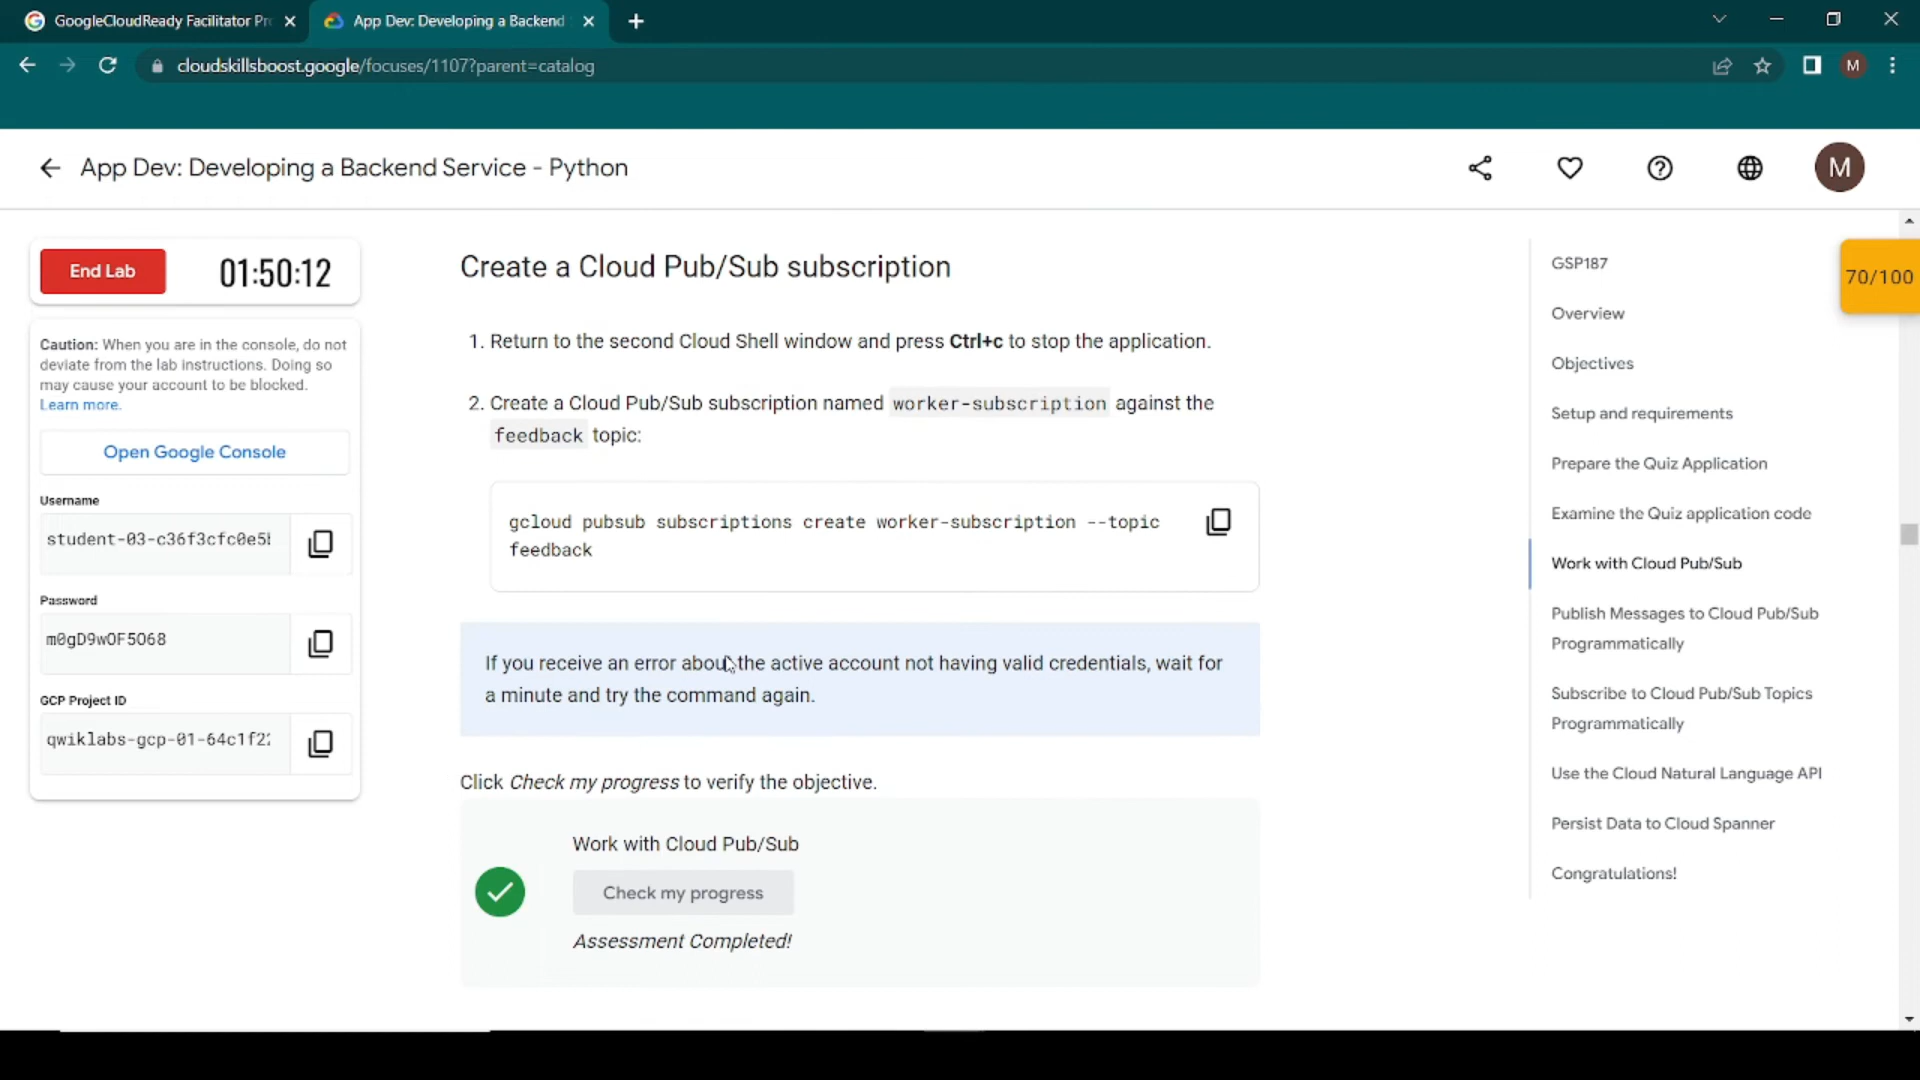 GoogleCloudReady Facilitator Pr
App Dev: Developing a Backend
cloudskillsboost.google/focuses/1107?parent=catalog
M
App Dev: Developing a Backend Service - Python
M
End Lab
01:50:12
Caution: When you are in the console, do not
deviate from the lab instructions. Doing so
may cause your account to be blocked.
Learn more.
Open Google Console
Username
student-03-c36f3cfc0e5
Password
m0gD9wOF5O68
GCP Project ID
qwiklabs-gcp-01-64c1f2
Create a Cloud Pub/Sub subscription
1. Return to the second Cloud Shell window and press Ctrl+c to stop the application.
2. Create a Cloud Pub/Sub subscription named worker-subscription against the
feedback topic:
gcloud pubsub subscriptions create worker-subscription --topic
feedback
If you receive an error about the active account not having valid credentials, wait for
a minute and try the command again.
Click Check my progress to verify the objective.
Work with Cloud Pub/Sub
Check my progress
Assessment Completed!
GSP187
Overview
Objectives
Setup and requirements
Prepare the Quiz Application
Examine the Quiz application code
Work with Cloud Pub/Sub
Publish Messages to Cloud Pub/Sub
Programmatically
Subscribe to Cloud Pub/Sub Topics
Programmatically
Use the Cloud Natural Language API
Persist Data to Cloud Spanner
Congratulations!
70/100